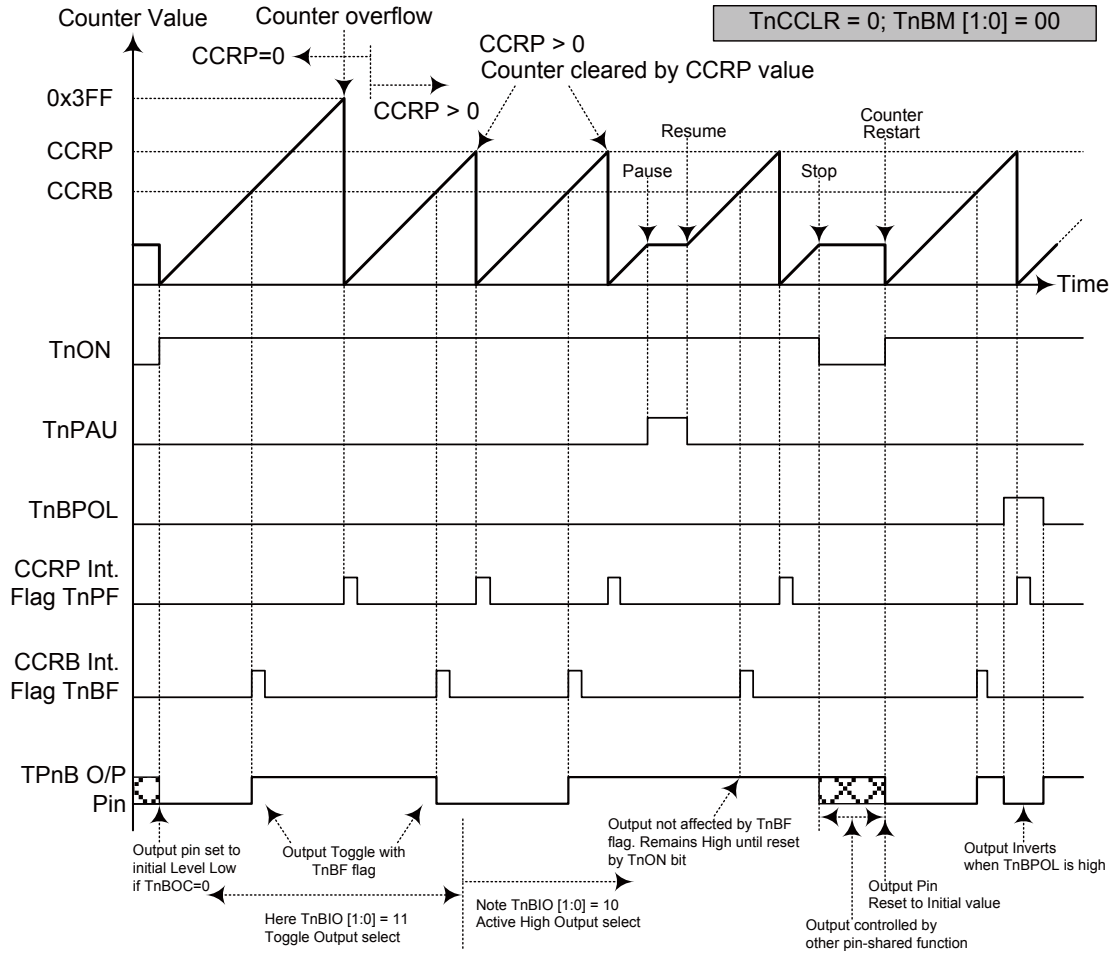 Counter Value
Counter overflow
TnCCLR = 0; TnBM [1:0] = 00
CCRP=0
CCRP > 0
CCRP > 0
Counter cleared by CCRP value
0x3FF
CCRP
CCRB
Pause
Resume
Stop
Counter
Restart
Time
TnON
TnPAU
TnBPOL
CCRP Int.
Flag TnPF
CCRB Int.
Flag TnBF
TPnB O/P
Pin
Output pin set to
initial Level Low
if TnBOC=0
Output Toggle with
TnBF flag
Here TnBIO [1:0] = 11
Toggle Output select
Note TnBIO [1:0] = 10
Active High Output select
Output not affected by TnBF
flag. Remains High until reset
by TnON bit
Output controlled by
other pin-shared function
Output Pin
Reset to Initial value
Output Inverts
when TnBPOL is high